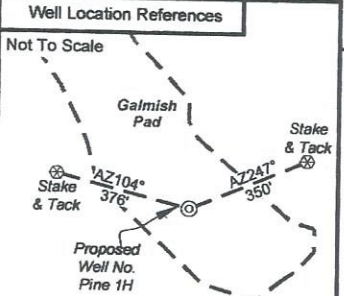 Well Location References
Not To Scale
Galmish
Pad
Stake
& Tack
AZ104°
376'
AZ247°
350'
Stake
& Tack
Proposed
Well No.
Pine 1H